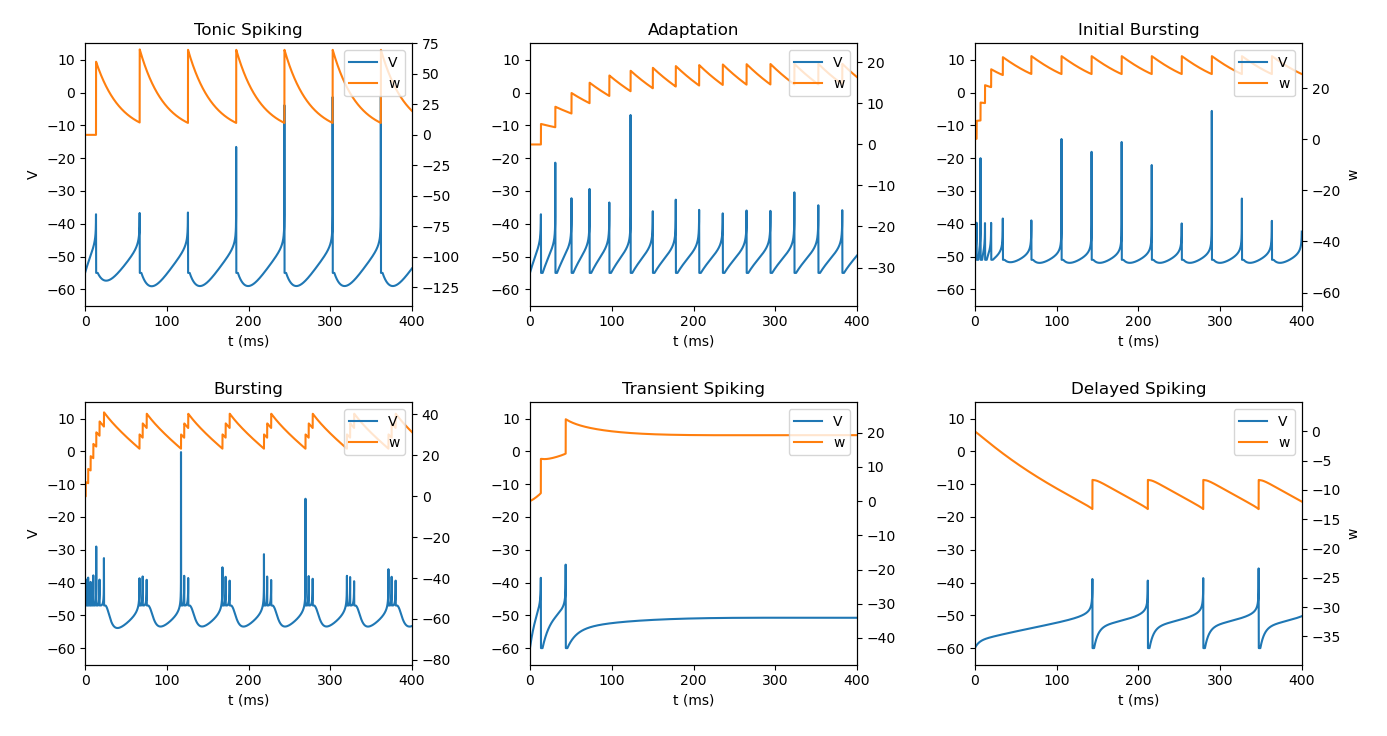 Tonic Spiking
V
10
0
−10
−20
−30
−40
−50
−60
75
50
25
0
−25
−50
−75
−100
−125
0 100 200 300 400
t (ms)
V
w
Adaptation
10
0
−10
−20
−30
−40
−50
−60
20
10
0
−10
−20
−30
0 100 200 300 400
t (ms)
V
w
Initial Bursting
10
0
−10
−20
−30
−40
−50
−60
20
0
−20
−40
−60
w
0 100 200 300 400
t (ms)
V
w
Bursting
V
10
0
−10
−20
−30
−40
−50
−60
40
20
0
−20
−40
−60
−80
0 100 200 300 400
t (ms)
V
w
Transient Spiking
10
0
−10
−20
−30
−40
−50
−60
20
10
0
−10
−20
−30
−40
0 100 200 300 400
t (ms)
V
w
Delayed Spiking
10
0
−10
−20
−30
−40
−50
−60
0
−5
−10
−15
−20
−25
−30
−35
w
0 100 200 300 400
t (ms)
V
w